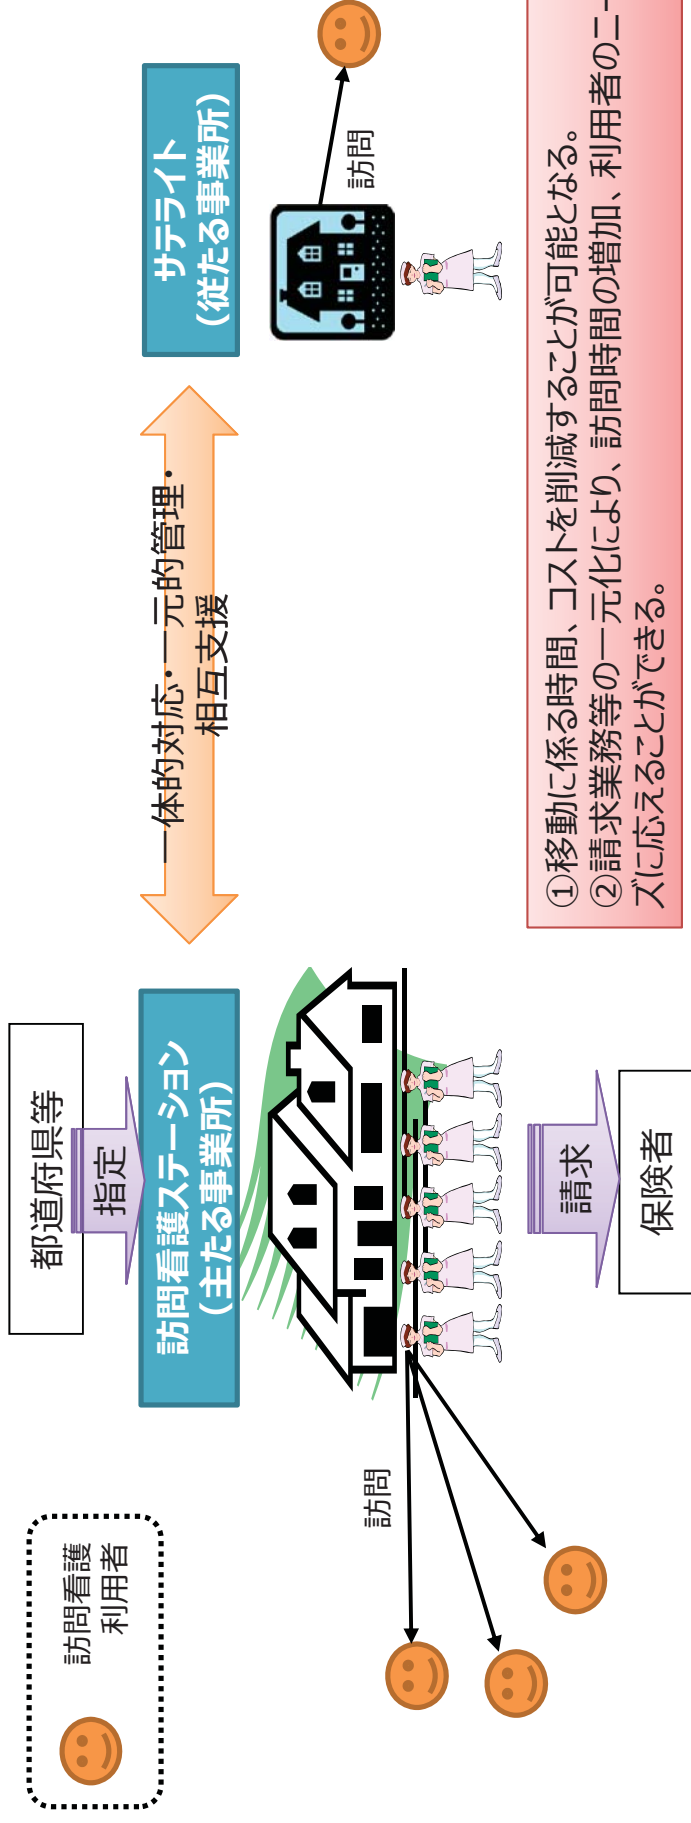 訪問看護
利用者
都道府県等
指定
訪問看護ステーション
(主たる事業所)
一体的対応・一元的管理・
相互支援
サテライト
(従たる事業所)
訪問
訪問
請求
保険者
①移動に係る時間、コストを削減することが可能となる。
②請求業務等の一元化により、訪問時間の増加、利用者のニー
ズに応えることができる。